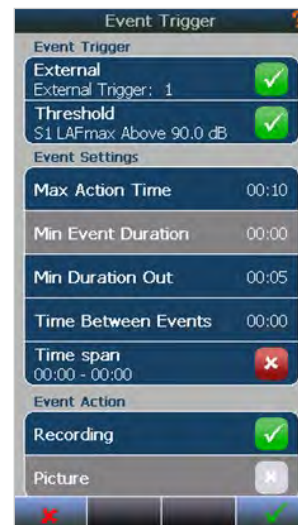 Event Trigger
Event Trigger
External
External Trigger: 1
Threshold
S1 LAFmax Above 90.0 dB
Event Settings
Max Action Time 00:10
Min Event Duration 00:00
Min Duration Out 00:05
Time Between Events 00:00
Time span
00:00 - 00:00
Event Action
Recording
Picture